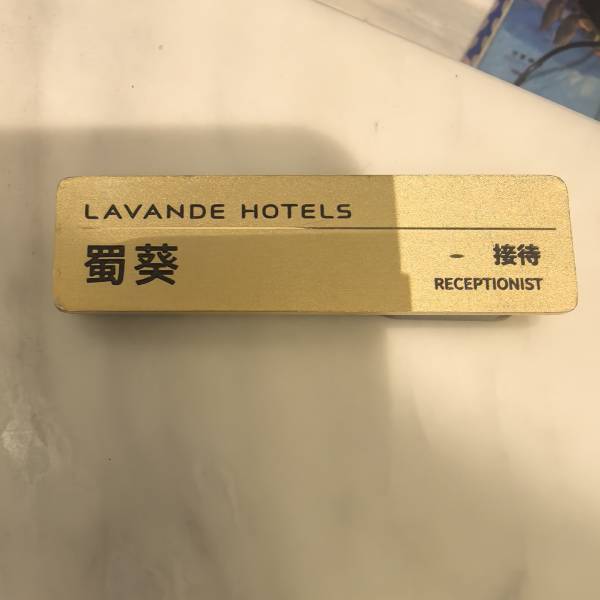 LAVANDE HOTELS
蜀葵
- 接待
RECEPTIONIST